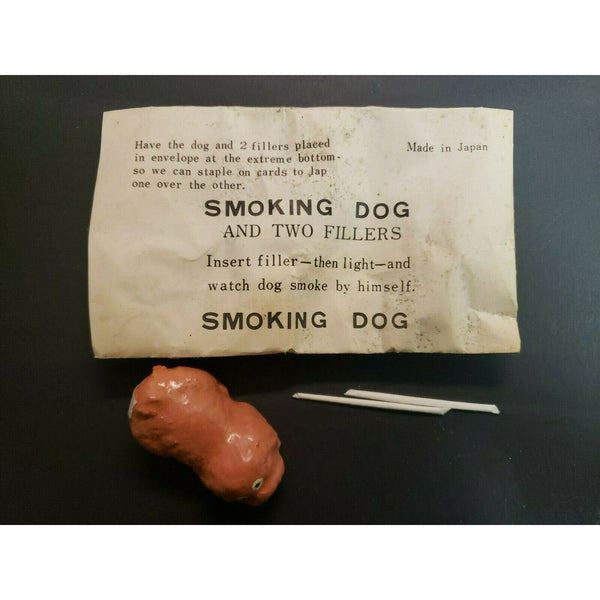 Have the dog and 2 fillers placed
in envelope at the extreme bottom-
so we can staple on cards to Jap
one over the other.
Made in Japan
SMOKING DOG
AND TWO FILLERS
Insert filler—then light—and
watch dog smoke by himself.
SMOKING DOG